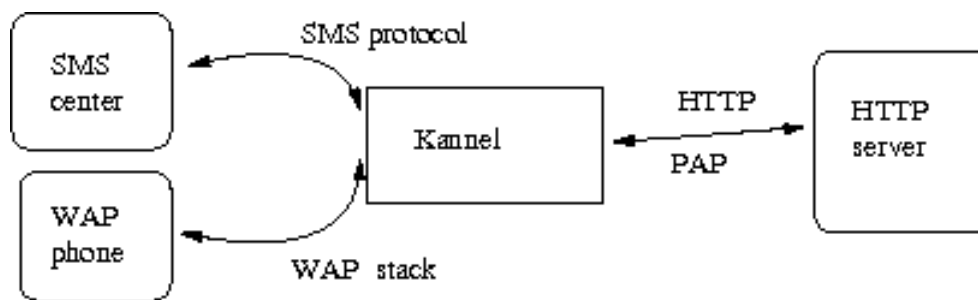 SMS protocol
SMS
center
HTTP
HTTP
server
Kannel
PAP
WAP
phone
WAP stack